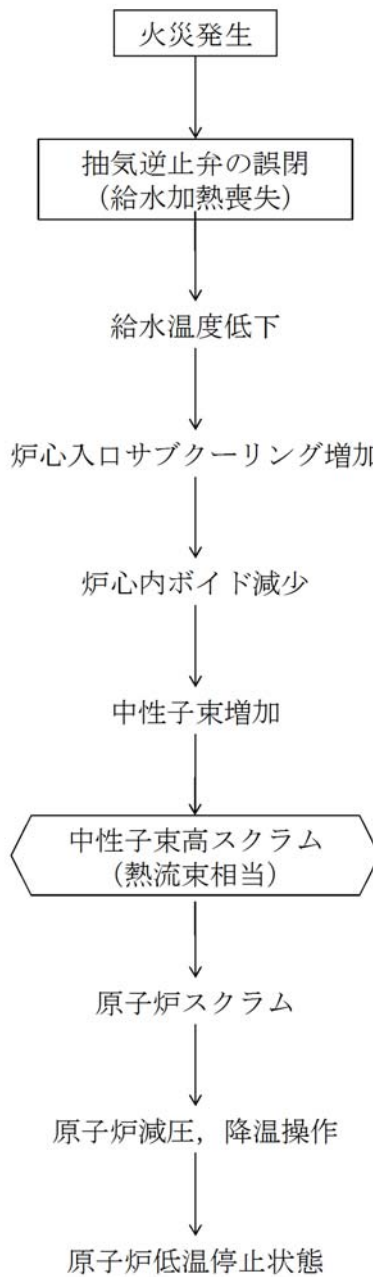 火災発生
抽気逆止弁の誤閉
（給水加熱喪失）
給水温度低下
炉心入口サブクーリング増加
炉心内ボイド減少
中性子束増加
中性子束高スクラム
（熱流束相当）
原子炉スクラム
原子炉減圧，降温操作
原子炉低温停止状態